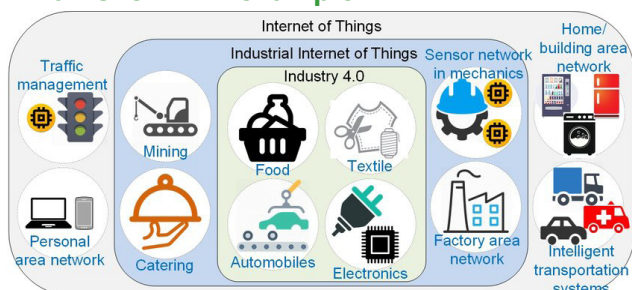 Internet of Things
Industrial Internet of Things
Industry 4.0
Traffic
management
Mining
Food
Textile
Sensor network
in mechanics
Home/
building area
network
Personal
area network
Catering
Automobiles
Electronics
Factory area
network
Intelligent
transportation
systems